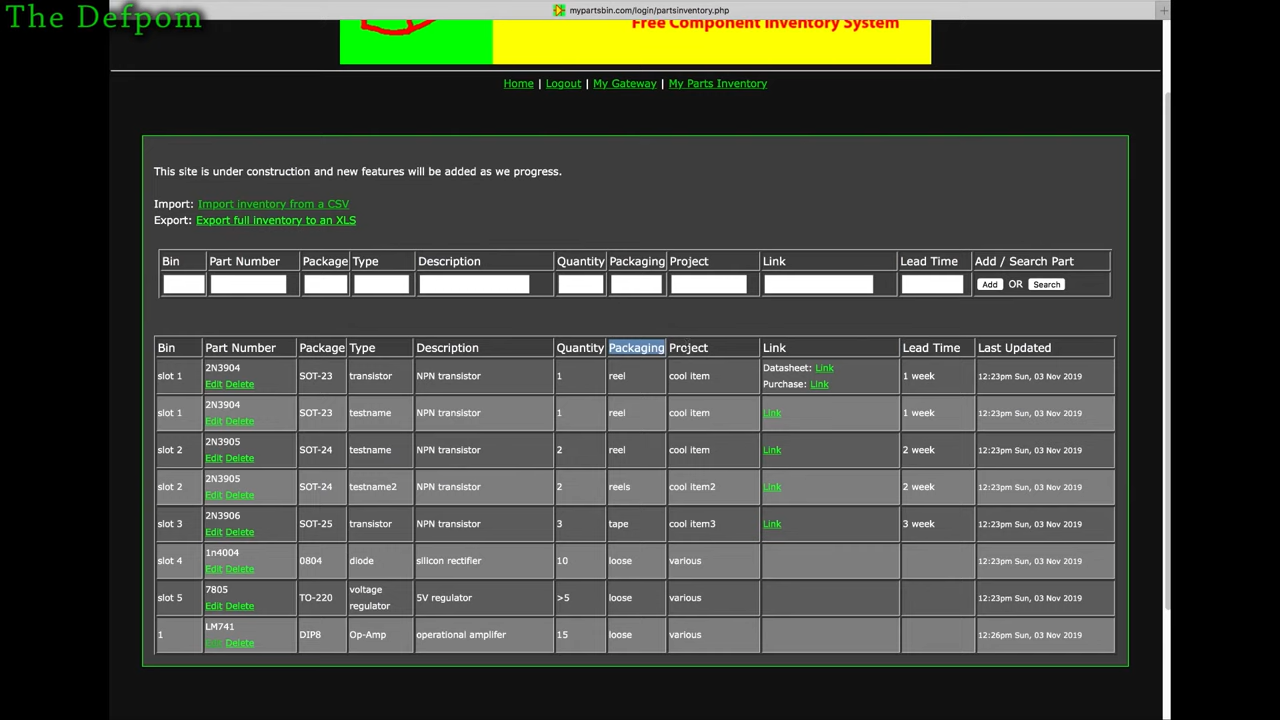 The Defpom
mypartsbin.com/login/partsinventory.php
Free Component Inventory System
Home | Logout | My Gateway | My Parts Inventory
This site is under construction and new features will be added as we progress.
Import: Import inventory from a CSV
Export: Export full inventory to an XLS
Bin Part Number Package Type Description Quantity Packaging Project Link Lead Time Add / Search Part
Add OR Search
Bin Part Number Package Type Description Quantity Packaging Project Link Lead Time Last Updated
slot 1 2N3904 Edit Delete SOT-23 transistor NPN transistor 1 reel cool item Datasheet: Link Purchase: Link 1 week 12:23pm Sun, 03 Nov 2019
slot 1 2N3904 Edit Delete SOT-23 testname NPN transistor 1 reel cool item Link 1 week 12:23pm Sun, 03 Nov 2019
slot 2 2N3905 Edit Delete SOT-24 testname NPN transistor 2 reel cool item Link 2 week 12:23pm Sun, 03 Nov 2019
slot 2 2N3905 Edit Delete SOT-24 testname2 NPN transistor 2 reels cool item2 Link 2 week 12:23pm Sun, 03 Nov 2019
slot 3 2N3906 Edit Delete SOT-25 transistor NPN transistor 3 tape cool item3 Link 3 week 12:23pm Sun, 03 Nov 2019
slot 4 1n4004 Edit Delete 0804 diode silicon rectifier 10 loose various 12:23pm Sun, 03 Nov 2019
slot 5 7805 Edit Delete TO-220 voltage regulator 5V regulator >5 loose various 12:23pm Sun, 03 Nov 2019
1 LM741 Edit Delete DIP8 Op-Amp operational amplifer 15 loose various 12:26pm Sun, 03 Nov 2019